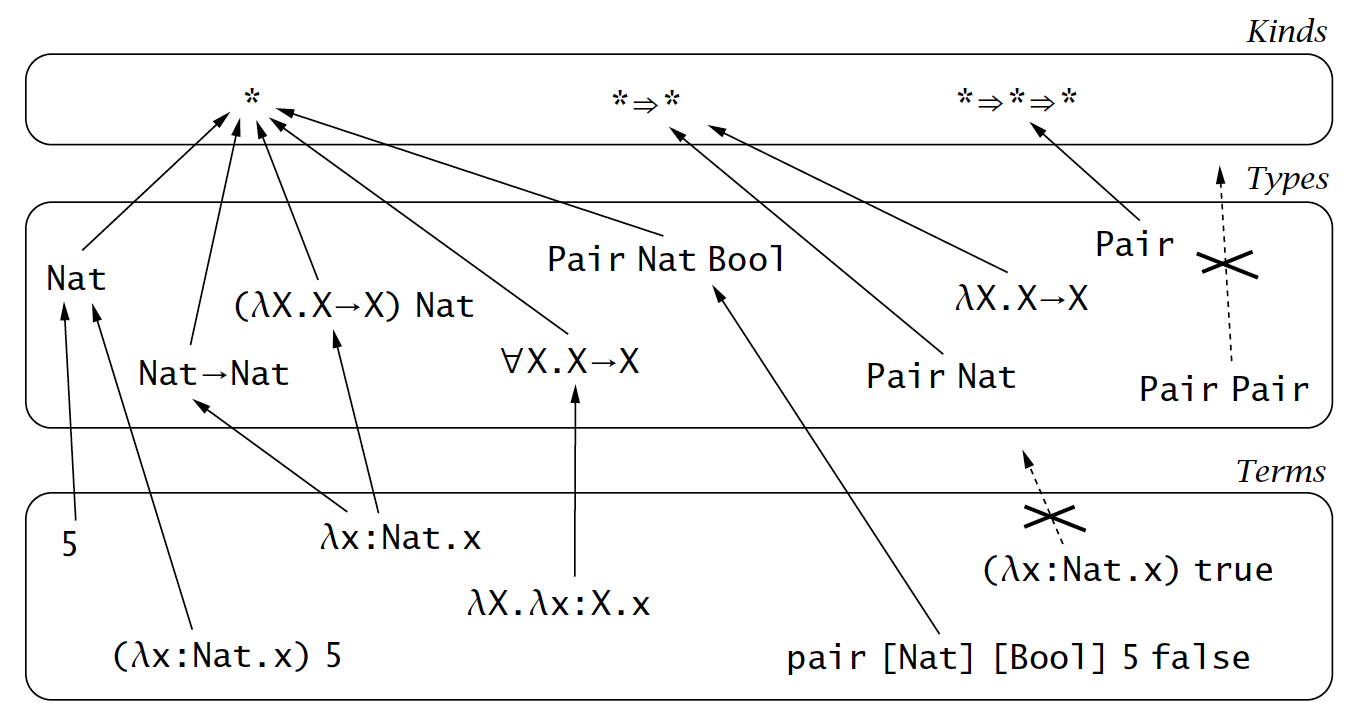 Kinds
*
*⇒*
*⇒*⇒*
Types
Pair
Pair Nat Bool
Nat
λX.X→X
(λX.X→X) Nat
∀X.X→X
Nat→Nat
Pair Nat
Pair Pair
Terms
5
λx:Nat.x
(λx:Nat.x) true
λX.λx:X.x
(λx:Nat.x) 5
pair [Nat] [Bool] 5 false